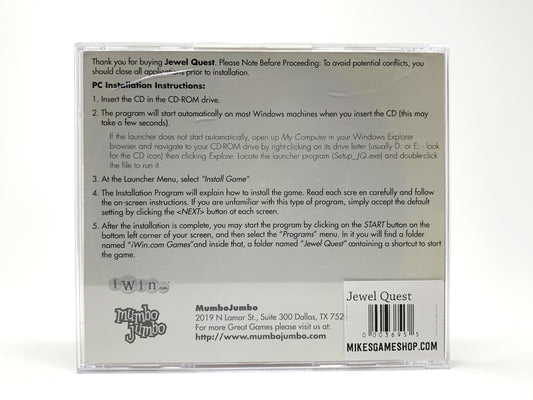 Thank you for buying Jewel Quest. Please Note Before Proceeding: To avoid potential conflicts, you
should close all applications prior to installation.
PC Installation Instructions:
1. Insert the CD in the CD-ROM drive.
2. The program will start automatically on most Windows machines when you insert the CD (this may
take a few seconds).
If the launcher does not start automatically, open up My Computer in your Windows Explorer
browser and navigate to your CD-ROM drive by right-clicking on its drive letter (usually D: or E: - look
for the CD icon) then clicking Explore. Locate the launcher program (Setup_JQ.exe) and double-click
the file to run it.
3. At the Launcher Menu, select "Install Game"
4. The Installation Program will explain how to install the game. Read each scre en carefully and follow
the on-screen instructions. If you are unfamiliar with this type of program, simply accept the default
setting by clicking the <NEXT> button at each screen.
5. After the installation is complete, you may start the program by clicking on the START button on the
bottom left corner of your screen, and then select the "Programs" menu. In it you will find a folder
named "iWin.com Games" and inside that, a folder named "Jewel Quest" containing a shortcut to start
the game.
iWin.com
mumbo
jumbo
MumboJumbo
2019 N Lamar St., Suite 300 Dallas, TX 752
For more Great Games please visit us at:
http://www.mumbojumbo.com
Jewel Quest
0 003693 5
MIKESGAMESHOP.COM